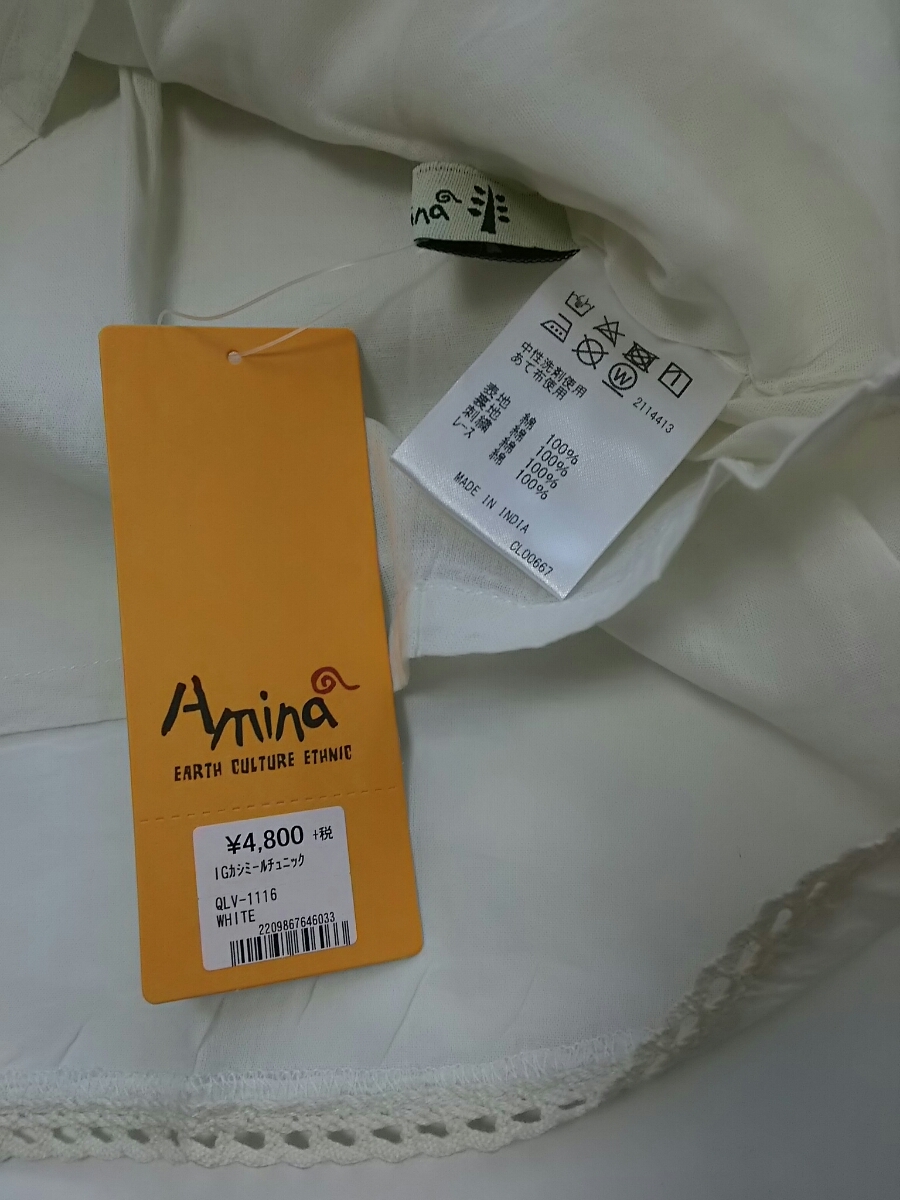 ina
中性洗剤使用
あて布使用
W
2114413
表地 綿 100%
裏地 綿 100%
刺繍 綿 100%
レース 綿 100%
MADE IN INDIA
CL00667
Amina
EARTH CULTURE ETHNIC
¥4,800 +税
IGカシミールチュニック
QLV-1116
WHITE
2209867646033